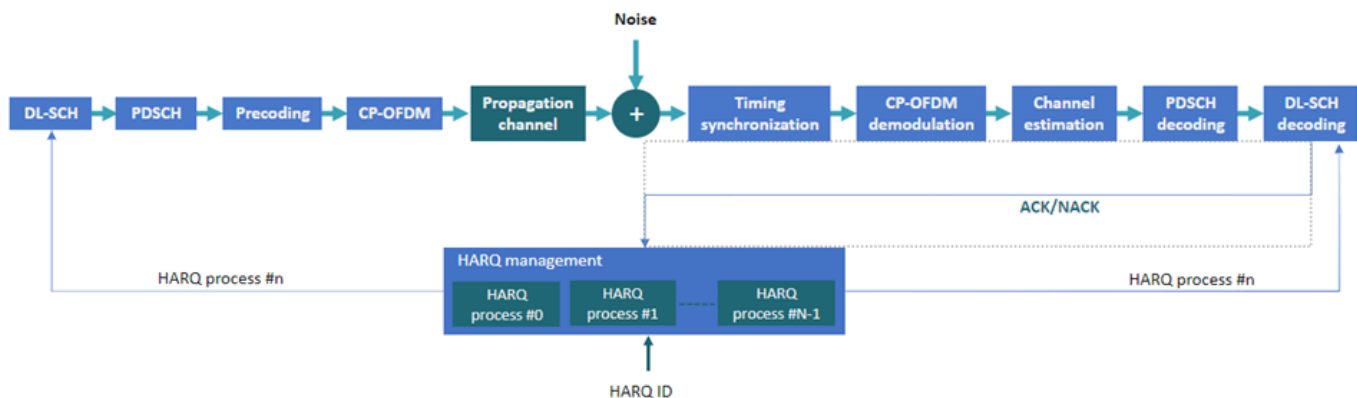 Noise
DL-SCH
PDSCH
Precoding
CP-OFDM
Propagation
channel
+
Timing
synchronization
CP-OFDM
demodulation
Channel
estimation
PDSCH
decoding
DL-SCH
decoding
ACK/NACK
HARQ process #n
HARQ management
HARQ
process #0
HARQ
process #1
HARQ
process #N-1
HARQ process #n
HARQ ID